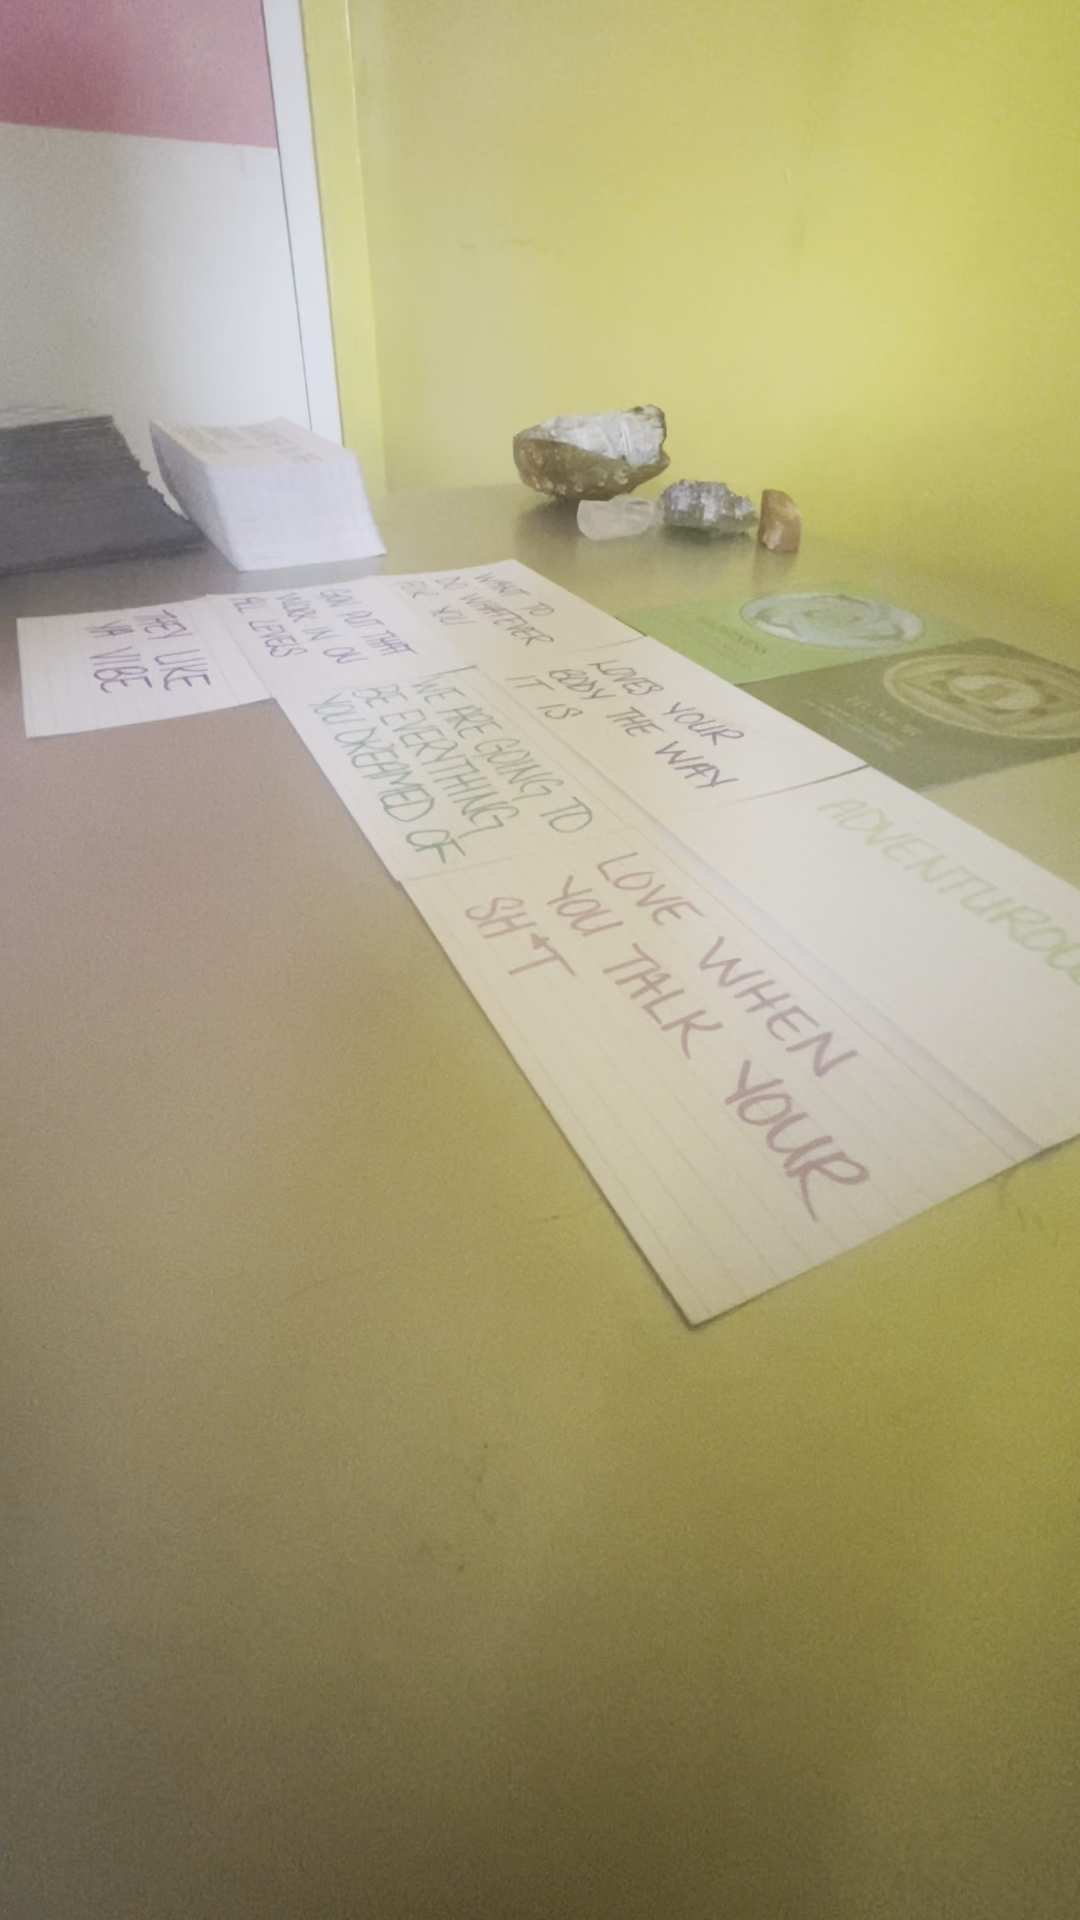 THEY LIKE
YA VIBE
GON PUT THAT
WORK IN ON
ALL LEVELS
WANT TO
DO WHATEVER
FOR YOU
WE ARE GOING TO
BE EVERYTHING
YOU DREAMED OF
LOVES YOUR
BODY THE WAY
IT IS
LOVE WHEN
YOU TALK YOUR
SH*T